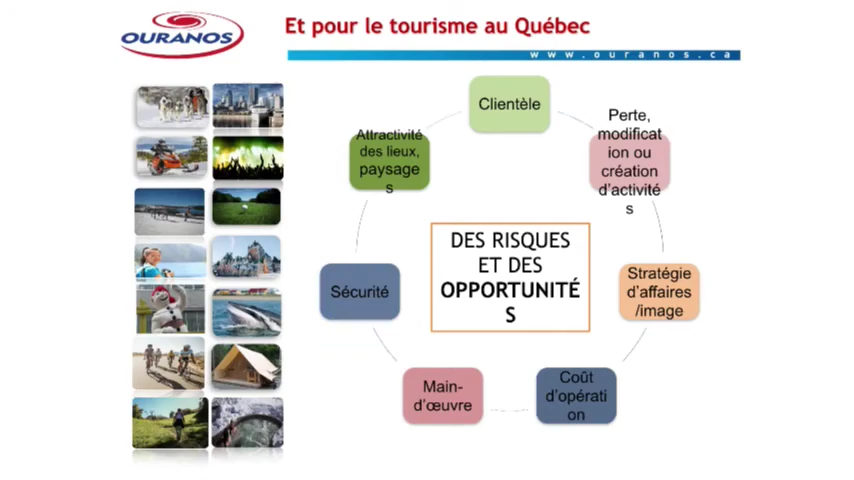 OURANOS
Et pour le tourisme au Québec
www.ouranos.ca
Clientèle
Perte,
modificat
ion ou
création
d'activité
s
Stratégie
d'affaires
/image
Coût
d'opérati
on
Main-
d'œuvre
Sécurité
Attractivité
des lieux,
paysage
s
DES RISQUES
ET DES
OPPORTUNITÉ
S